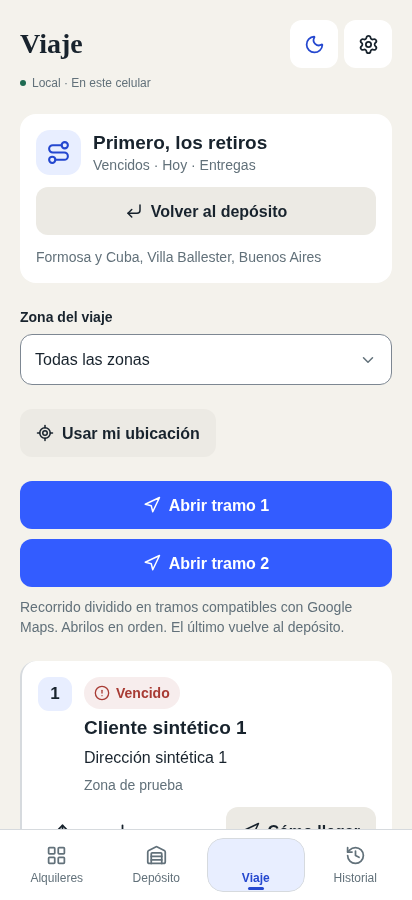 Viaje
Local · En este celular
Primero, los retiros
Vencidos · Hoy · Entregas
Volver al depósito
Formosa y Cuba, Villa Ballester, Buenos Aires
Zona del viaje
Todas las zonas
Usar mi ubicación
Abrir tramo 1
Abrir tramo 2
Recorrido dividido en tramos compatibles con Google
Maps. Abrilos en orden. El último vuelve al depósito.
1
Vencido
Cliente sintético 1
Dirección sintética 1
Zona de prueba
Cómo llegar
Alquileres
Depósito
Viaje
Historial